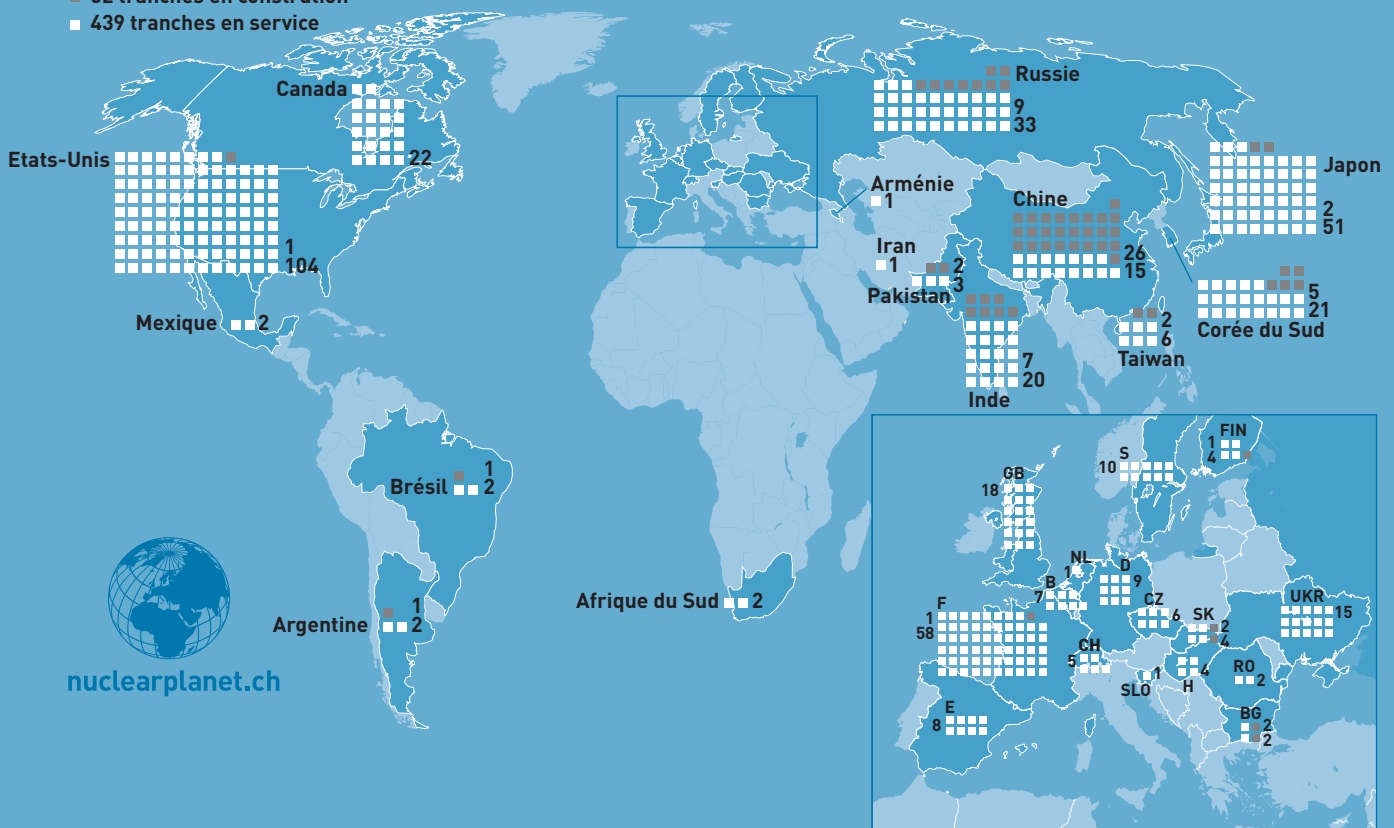 439 tranches en service
Canada
22
Etats-Unis
1
104
Mexique 2
Russie
9
33
Japon
2
51
Arménie
1
Iran
1
Chine
26
15
2
3
Pakistan
5
21
Corée du Sud
2
6
Taiwan
7
20
Inde
1
Brésil 2
1
Argentine 2
Afrique du Sud 2
nuclearplanet.ch
FIN
1
4
S
10
GB
18
NL
1
D
9
B
7
CZ
6
SK
2
4
UKR
15
F
1
58
CH
5
SLO
1
H
4
RO
2
E
8
BG
2
2